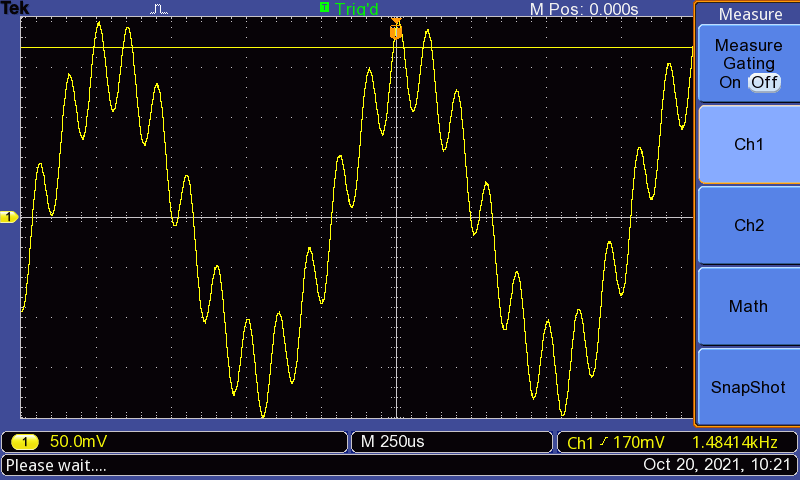 Tek
T Trig'd
M Pos: 0.000s
Measure
Measure
Gating
On Off
Ch1
Ch2
Math
SnapShot
1
1 50.0mV
M 250us
Ch1 170mV
1.48414kHz
Please wait....
Oct 20, 2021, 10:21